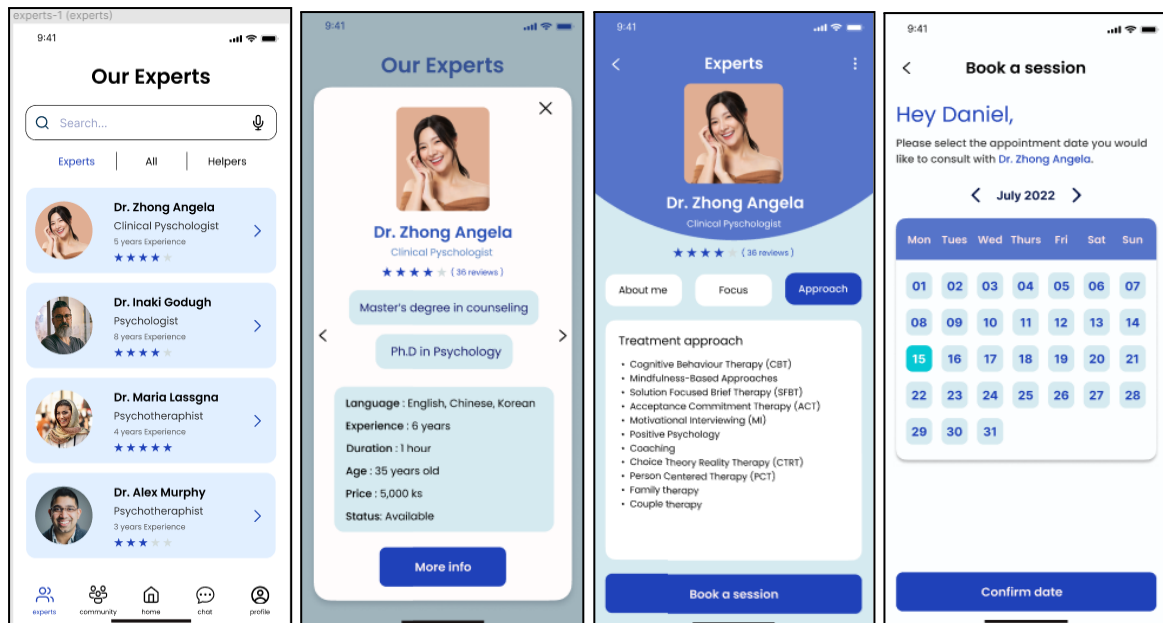 experts-1 (experts)
9:41
Our Experts
Search...
Experts
All
Helpers
Dr. Zhong Angela
Clinical Pyschologist
5 years Experience
Dr. Inaki Godugh
Psychologist
8 years Experience
Dr. Maria Lassgna
Psychotheraphist
4 years Experience
Dr. Alex Murphy
Psychotheraphist
3 years Experience
experts
community
home
chat
profile
9:41
Our Experts
Dr. Zhong Angela
Clinical Pyschologist
( 36 reviews )
Master's degree in counseling
Ph.D in Psychology
Language : English, Chinese, Korean
Experience : 6 years
Duration : 1 hour
Age : 35 years old
Price : 5,000 ks
Status: Available
More info
9:41
Experts
Dr. Zhong Angela
Clinical Pyschologist
( 36 reviews )
About me
Focus
Approach
Treatment approach
• Cognitive Behaviour Therapy (CBT)
• Mindfulness-Based Approaches
• Solution Focused Brief Therapy (SFBT)
• Acceptance Commitment Therapy (ACT)
• Motivational Interviewing (MI)
• Positive Psychology
• Coaching
• Choice Theory Reality Therapy (CTRT)
• Person Centered Therapy (PCT)
• Family therapy
• Couple therapy
Book a session
9:41
Book a session
Hey Daniel,
Please select the appointment date you would
like to consult with Dr. Zhong Angela.
July 2022
Mon Tues Wed Thurs Fri Sat Sun
01 02 03 04 05 06 07
08 09 10 11 12 13 14
15 16 17 18 19 20 21
22 23 24 25 26 27 28
29 30 31
Confirm date